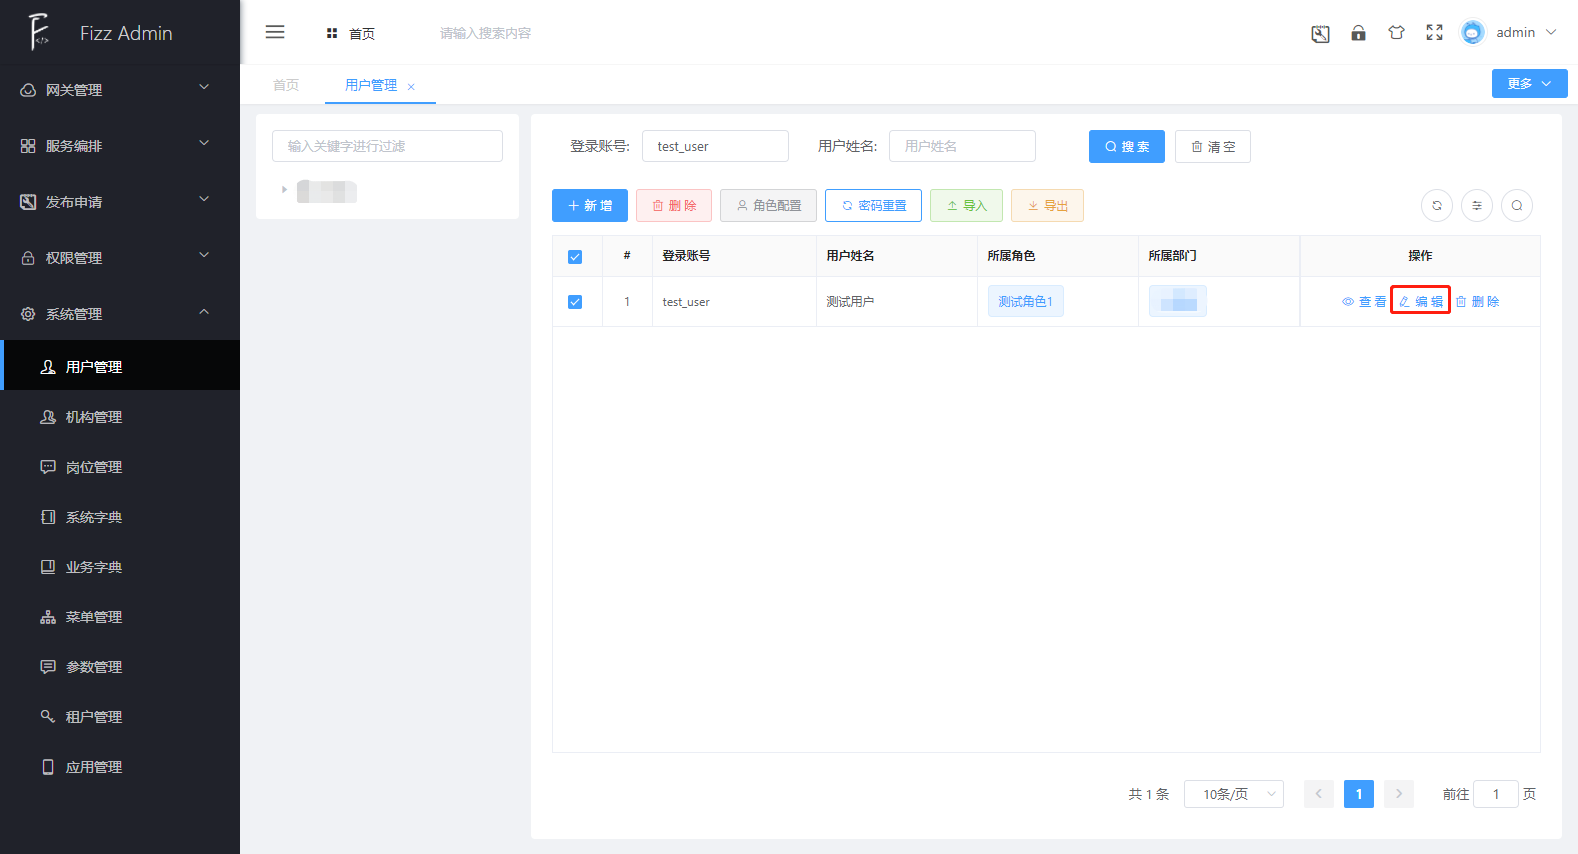 Fizz Admin
首页
请输入搜索内容
admin
首页
用户管理
更多
网关管理
服务编排
发布申请
权限管理
系统管理
用户管理
机构管理
岗位管理
系统字典
业务字典
菜单管理
参数管理
租户管理
应用管理
输入关键字进行过滤
登录账号: test_user
用户姓名: 用户姓名
搜 索
清 空
新 增
删 除
角色配置
密码重置
导入
导出
# 登录账号 用户姓名 所属角色 所属部门 操作
1 test_user 测试用户 测试角色1 查 看 编 辑 删 除
共 1 条 10条/页 1 前往 1 页